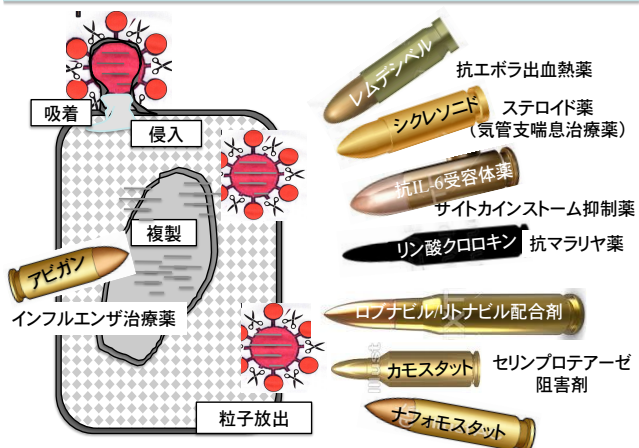 吸着
侵入
複製
アビガン
インフルエンザ治療薬
粒子放出
レムデシベル
抗エボラ出血熱薬
シクレソニド
ステロイド薬
(気管支喘息治療薬)
抗IL-6受容体薬
サイトカインストーム抑制薬
リン酸クロロキン
抗マラリヤ薬
ロプナビル/リトナビル配合剤
カモスタット
セリンプロテアーゼ
阻害剤
ナフォモスタット